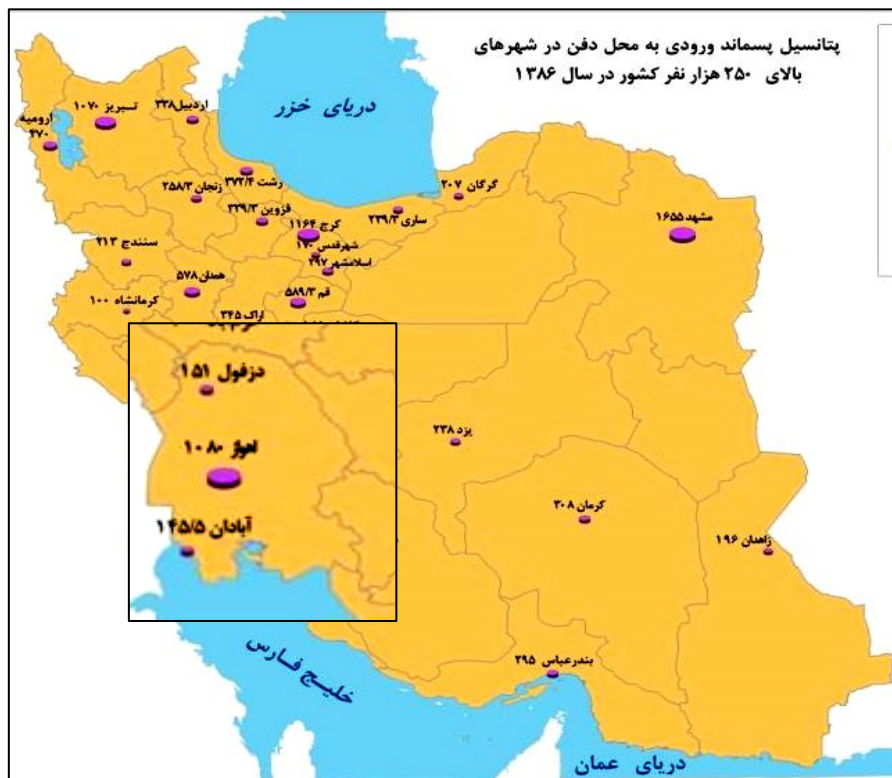 پتانسیل پسماند ورودی به محل دفن در شهرهای
بالای ۲۵۰ هزار نفر کشور در سال ۱۳۸۶
دریای خزر
اردبیل ۳۳۸
تبریز ۱۰۷۰
ارومیه
۴۷۰
رشت ۳۷۲/۴
زنجان ۲۵۸/۳
گرگان ۲۰۷
قزوین ۳۲۹/۳
ساری ۲۳۹/۳
کرج ۱۱۶۴
مشهد ۱۶۵۵
شهرقدس ۱۷۰
سنندج ۲۱۳
اسلامشهر ۲۹۷
همدان ۵۷۸
قم ۵۸۹/۳
کرمانشاه ۱۰۰
اراک ۳۴۵
دزفول ۱۵۱
یزد ۲۳۸
اهواز ۱۰۸۰
کرمان ۳۰۸
آبادان ۱۴۵/۵
زاهدان ۱۹۶
بندرعباس ۲۹۵
خلیج فارس
دریای عمان